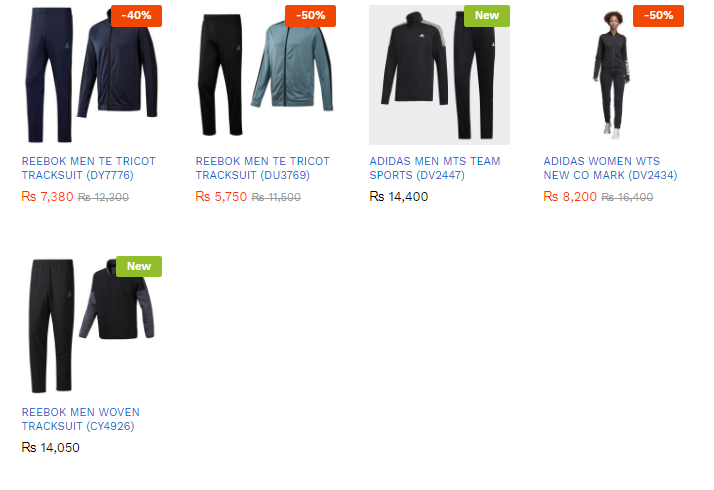 -40%
-50%
New
-50%
REEBOK MEN TE TRICOT
TRACKSUIT (DY7776)
₨ 7,380 ₨ 12,300
REEBOK MEN TE TRICOT
TRACKSUIT (DU3769)
₨ 5,750 ₨ 11,500
ADIDAS MEN MTS TEAM
SPORTS (DV2447)
₨ 14,400
ADIDAS WOMEN WTS
NEW CO MARK (DV2434)
₨ 8,200 ₨ 16,400
New
REEBOK MEN WOVEN
TRACKSUIT (CY4926)
₨ 14,050